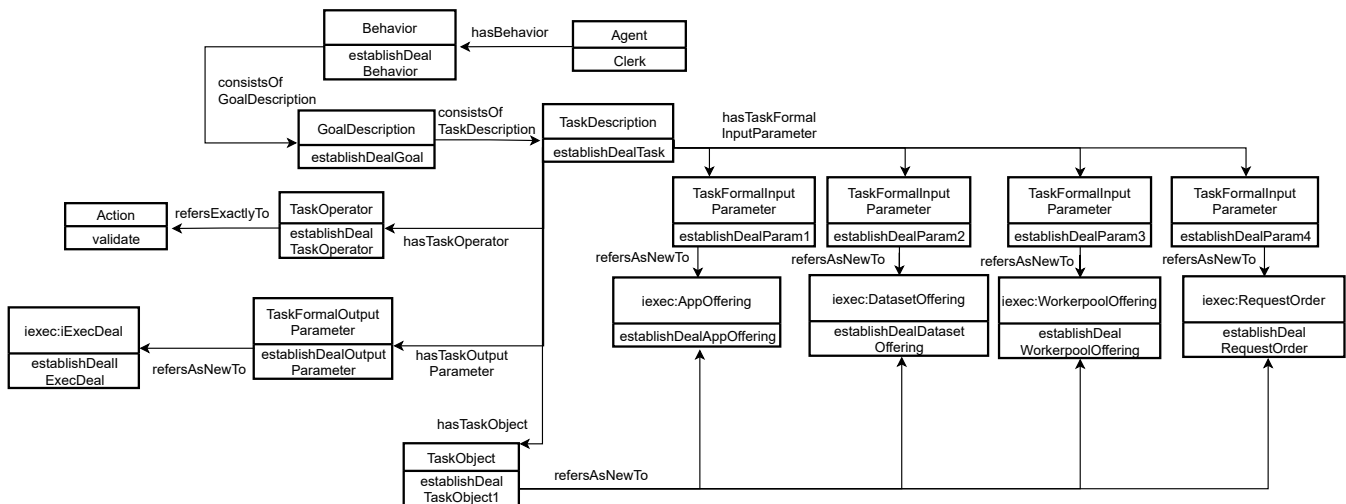 Behavior
establishDeal
Behavior
hasBehavior
Agent
Clerk
consistsOf
GoalDescription
GoalDescription
establishDealGoal
consistsOf
TaskDescription
TaskDescription
establishDealTask
hasTaskFormal
InputParameter
TaskFormalInput
Parameter
establishDealParam1
TaskFormalInput
Parameter
establishDealParam2
TaskFormalInput
Parameter
establishDealParam3
TaskFormalInput
Parameter
establishDealParam4
Action
validate
refersExactlyTo
TaskOperator
establishDeal
TaskOperator
hasTaskOperator
refersAsNewTo
refersAsNewTo
refersAsNewTo
refersAsNewTo
iexec:AppOffering
establishDealAppOffering
iexec:DatasetOffering
establishDealDataset
Offering
iexec:WorkerpoolOffering
establishDeal
WorkerpoolOffering
iexec:RequestOrder
establishDeal
RequestOrder
iexec:iExecDeal
establishDealI
ExecDeal
refersAsNewTo
TaskFormalOutput
Parameter
establishDealOutput
Parameter
hasTaskOutput
Parameter
hasTaskObject
TaskObject
establishDeal
TaskObject1
refersAsNewTo